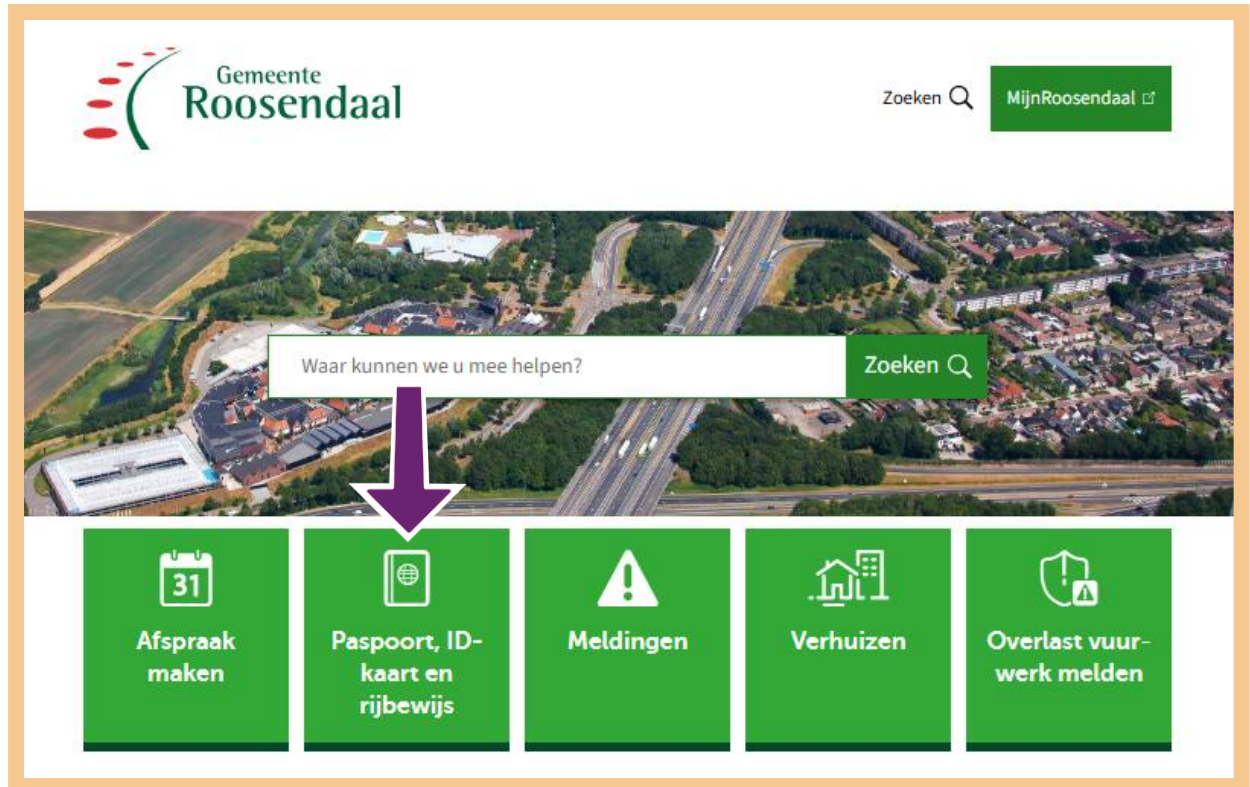 Gemeente
Roosendaal
Zoeken
MijnRoosendaal
Waar kunnen we u mee helpen?
Zoeken
31
Afspraak
maken
Paspoort, ID-
kaart en
rijbewijs
Meldingen
Verhuizen
Overlast vuur-
werk melden